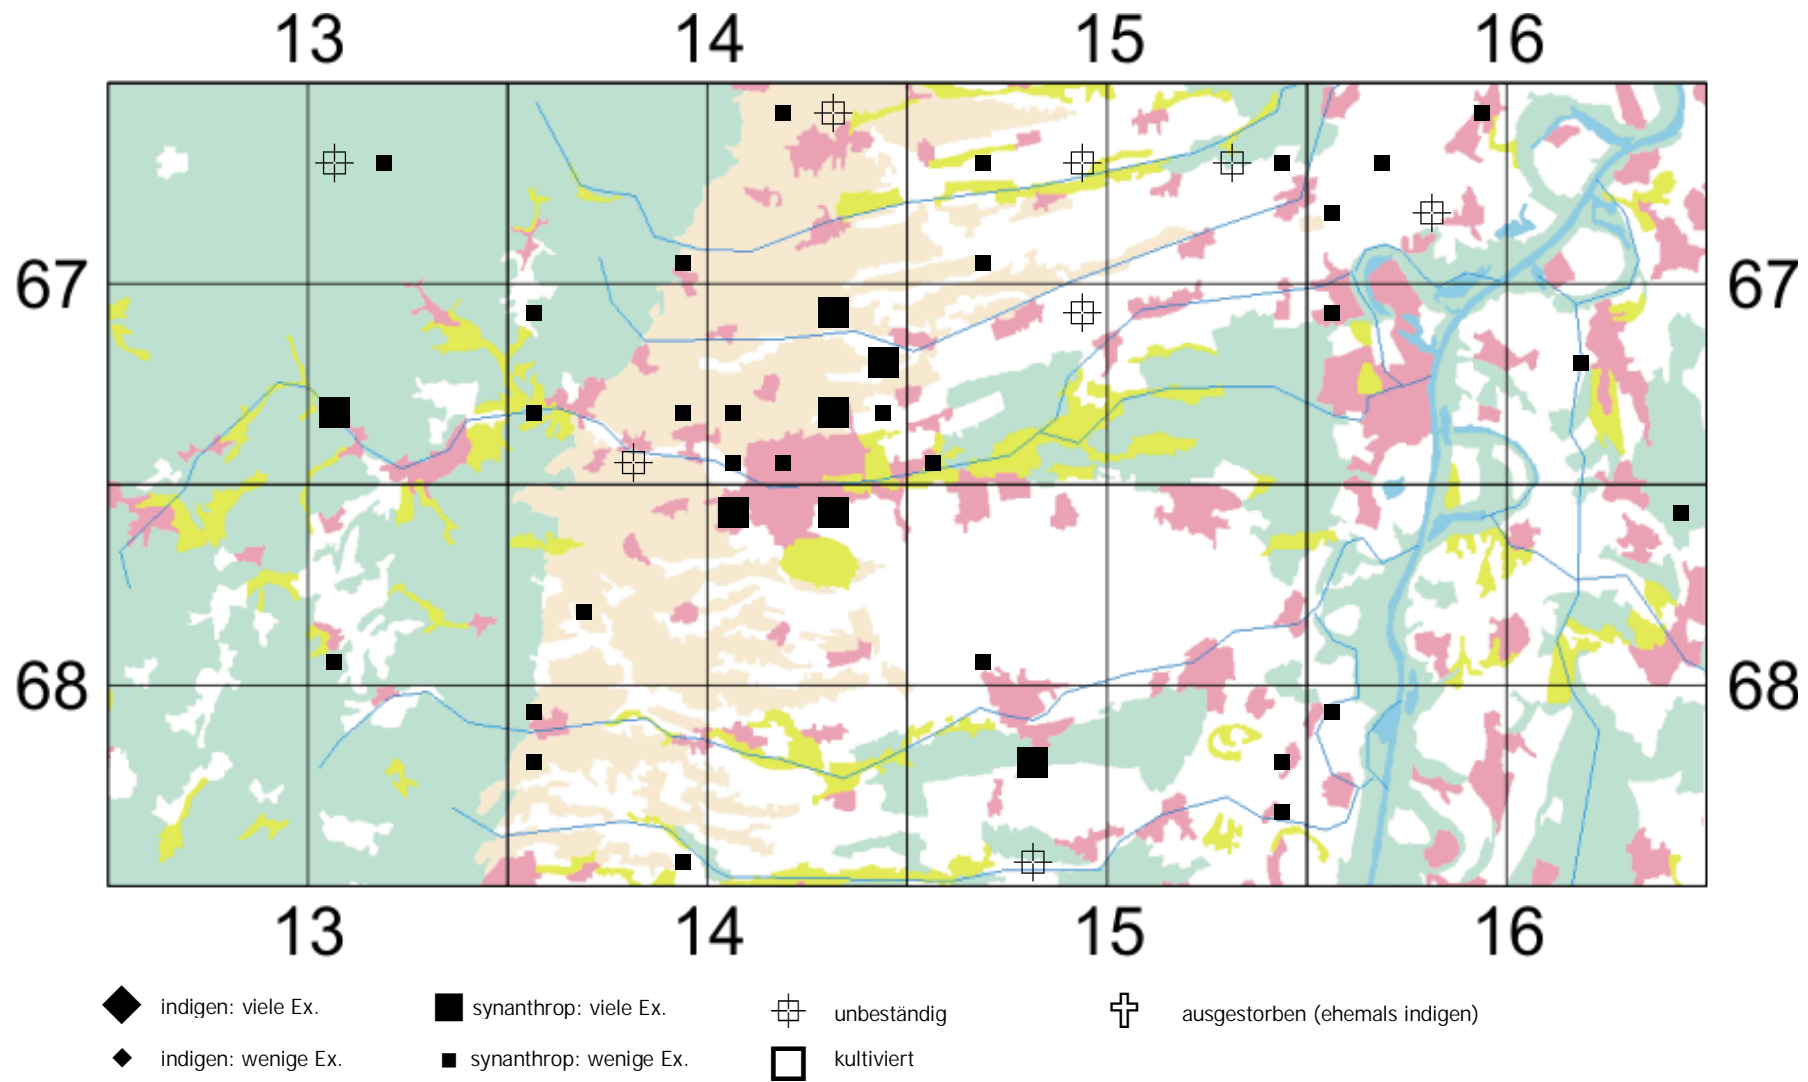 13 14 15 16
67 67
68 68
13 14 15 16
indigen: viele Ex. synanthrop: viele Ex. unbeständig ausgestorben (ehemals indigen)
indigen: wenige Ex. synanthrop: wenige Ex. kultiviert